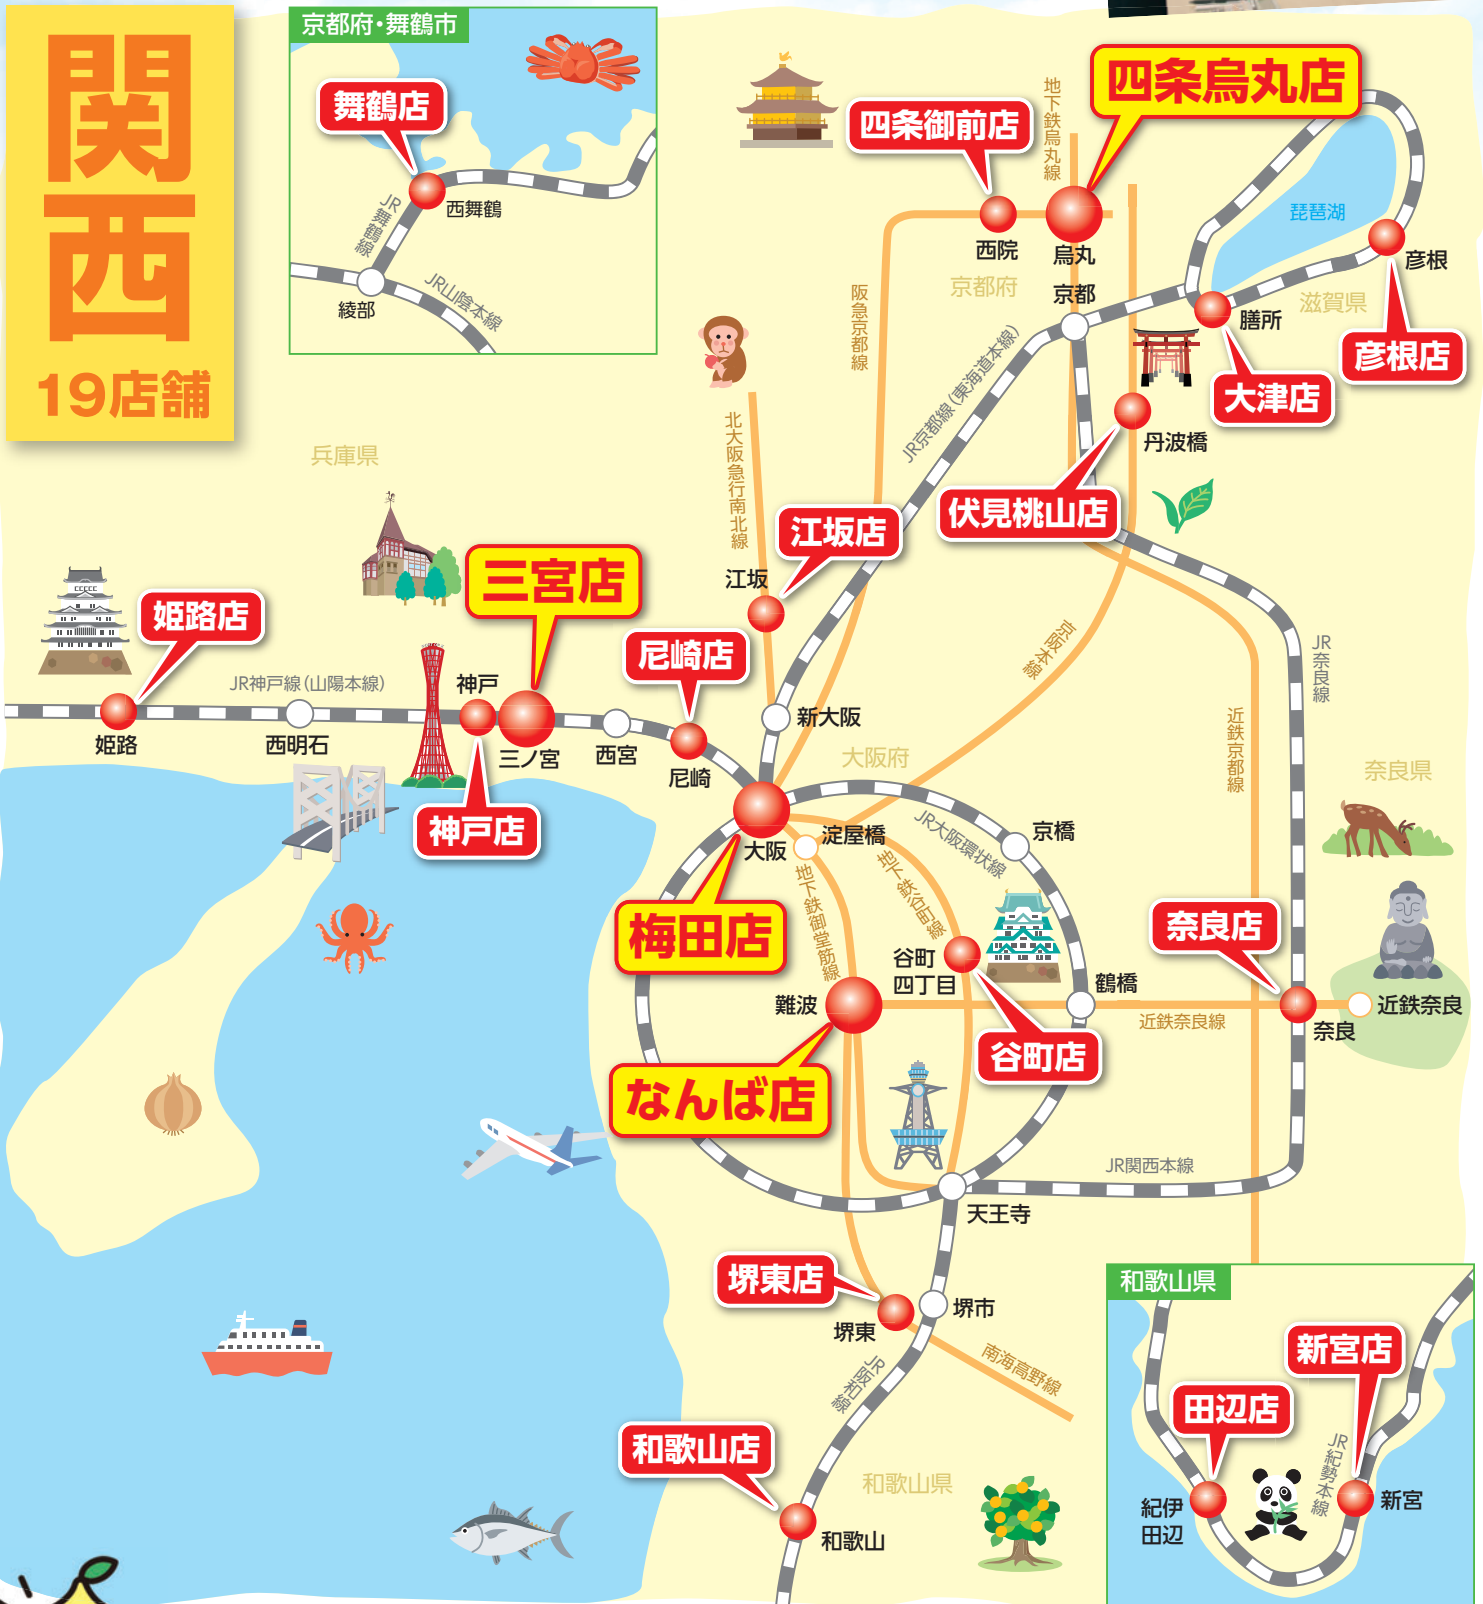 関西
19店舗
京都府・舞鶴市
舞鶴店
西舞鶴
JR舞鶴線
綾部
JR山陰本線
四条烏丸店
四条御前店
地下鉄烏丸線
西院
烏丸
京都府
京都
阪急京都線
琵琶湖
彦根
滋賀県
膳所
彦根店
大津店
JR京都線(東海道本線)
丹波橋
伏見桃山店
北大阪急行南北線
江坂店
江坂
兵庫県
三宮店
姫路店
尼崎店
JR神戸線(山陽本線)
神戸
姫路
西明石
三ノ宮
西宮
尼崎
神戸店
新大阪
京阪本線
JR奈良線
近鉄京都線
大阪府
奈良県
大阪
淀屋橋
京橋
JR大阪環状線
地下鉄御堂筋線
地下鉄谷町線
梅田店
谷町
四丁目
鶴橋
奈良店
難波
近鉄奈良線
近鉄奈良
奈良
谷町店
なんば店
JR関西本線
天王寺
堺東店
堺市
堺東
南海高野線
JR阪和線
和歌山店
和歌山県
和歌山
和歌山県
新宮店
田辺店
JR紀勢本線
紀伊
田辺
新宮